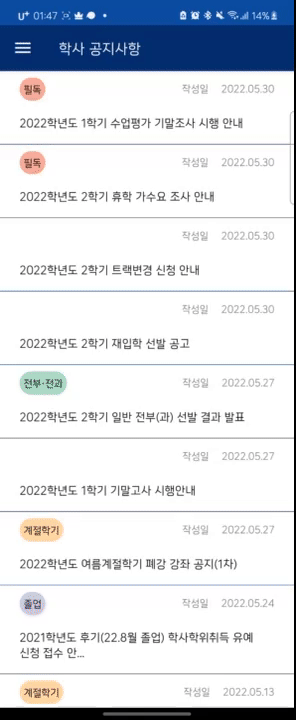 U+ 01:47
14%
학사 공지사항
필독 작성일 2022.05.30
2022학년도 1학기 수업평가 기말조사 시행 안내
필독 작성일 2022.05.30
2022학년도 2학기 휴학 가수요 조사 안내
작성일 2022.05.30
2022학년도 2학기 트랙변경 신청 안내
작성일 2022.05.30
2022학년도 2학기 재입학 선발 공고
전부·전과 작성일 2022.05.27
2022학년도 2학기 일반 전부(과) 선발 결과 발표
작성일 2022.05.27
2022학년도 1학기 기말고사 시행안내
계절학기 작성일 2022.05.27
2022학년도 여름계절학기 폐강 강좌 공지(1차)
졸업 작성일 2022.05.24
2021학년도 후기(22.8월 졸업) 학사학위취득 유예
신청 접수 안...
계절학기 작성일 2022.05.13